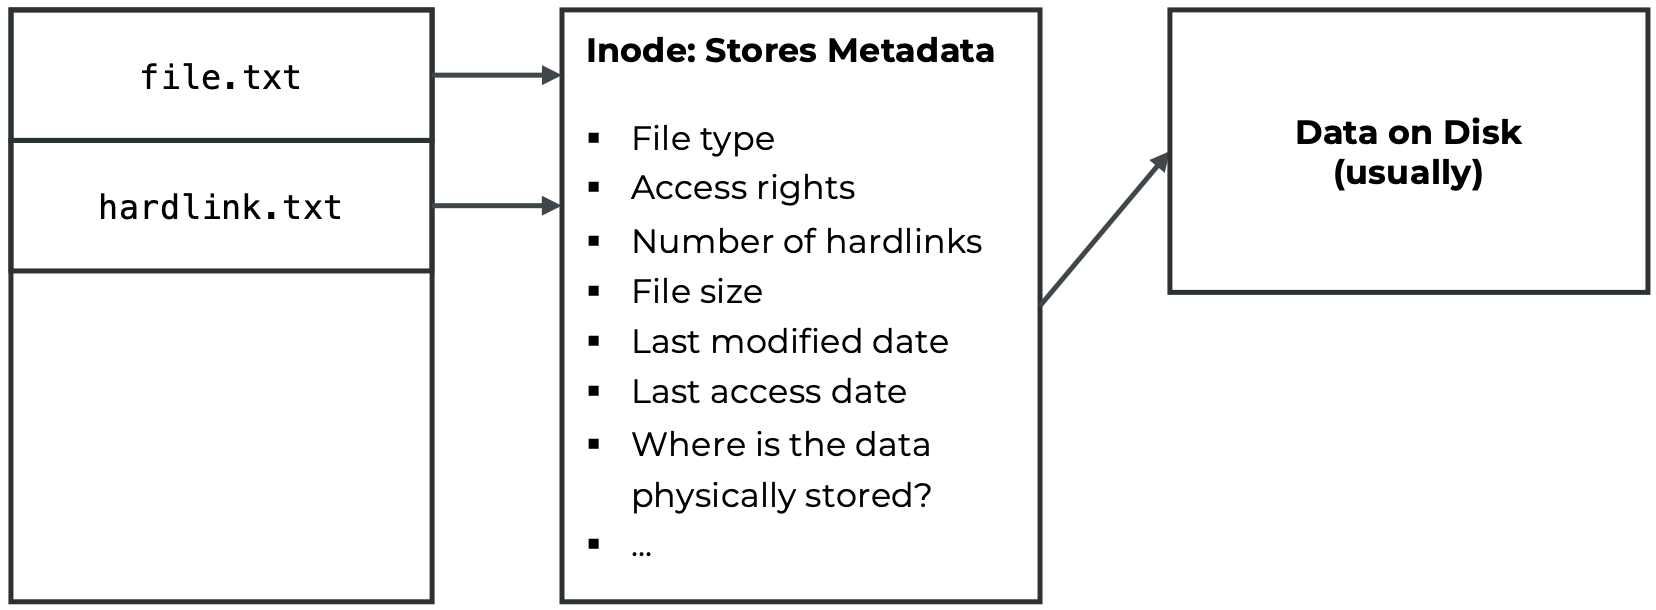 file.txt
hardlink.txt
Inode: Stores Metadata
▪ File type
▪ Access rights
▪ Number of hardlinks
▪ File size
▪ Last modified date
▪ Last access date
▪ Where is the data
physically stored?
▪ ...
Data on Disk
(usually)